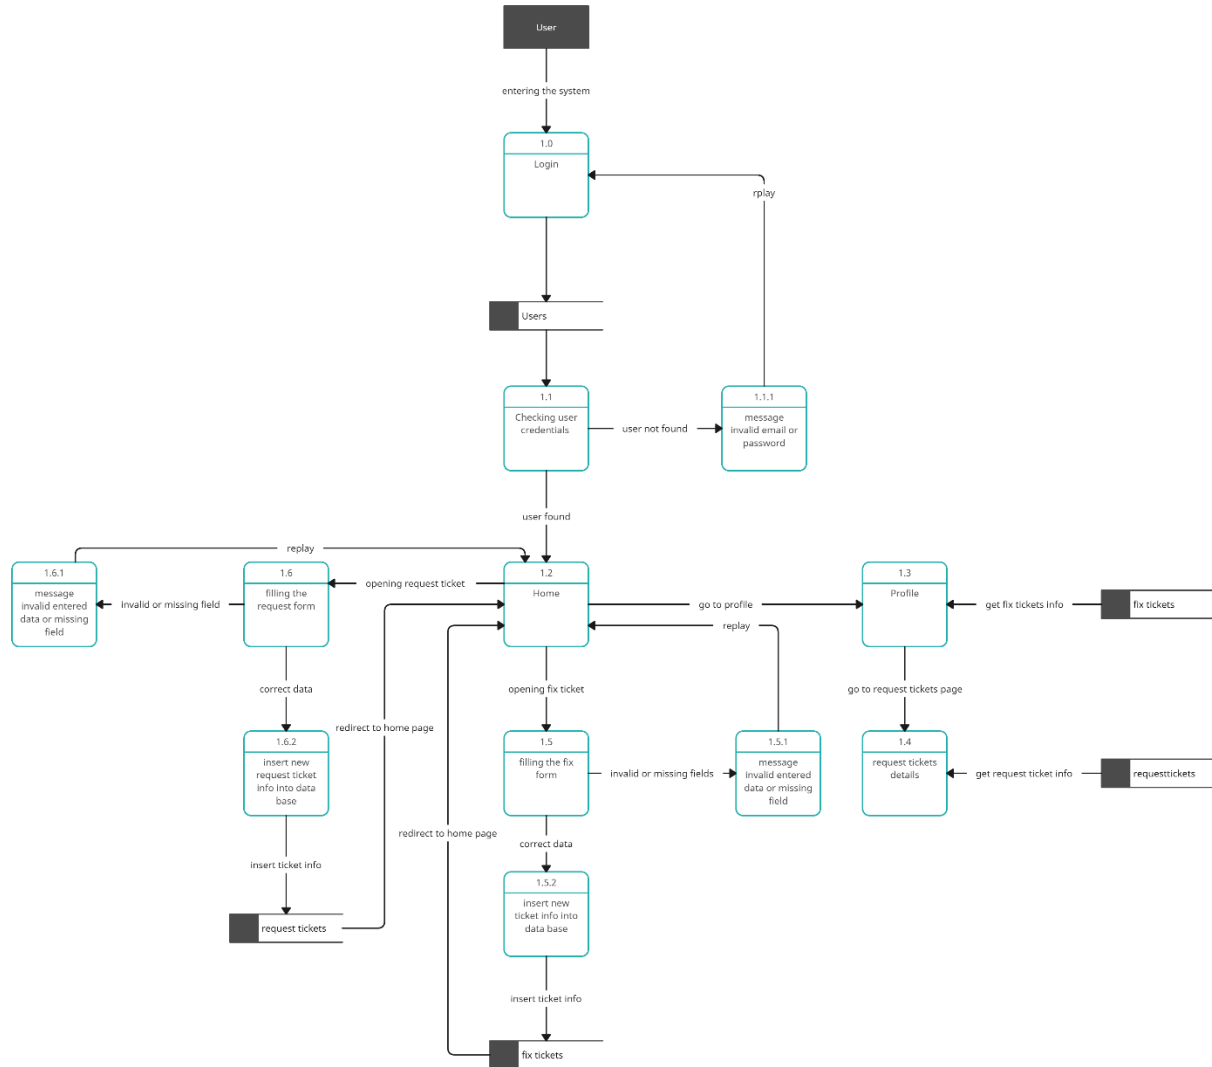 User
entering the system
1.0
Login
rplay
Users
1.1
Checking user
credentials
user not found
1.1.1
message
invalid email or
password
user found
replay
1.6.1
message
invalid entered
data or missing
field
Invalid or missing field
1.6
filling the
request form
opening request ticket
1.2
Home
go to profile
replay
1.3
Profile
get fix tickets info
fix tickets
correct data
opening fix ticket
go to request tickets page
redirect to home page
1.6.2
insert new
request ticket
info into data
base
1.5
filling the fix
form
invalid or missing fields
1.5.1
message
invalid entered
data or missing
field
1.4
request tickets
details
get request ticket info
requesttickets
redirect to home page
correct data
insert ticket info
1.5.2
insert new
ticket info into
data base
request tickets
insert ticket info
fix tickets